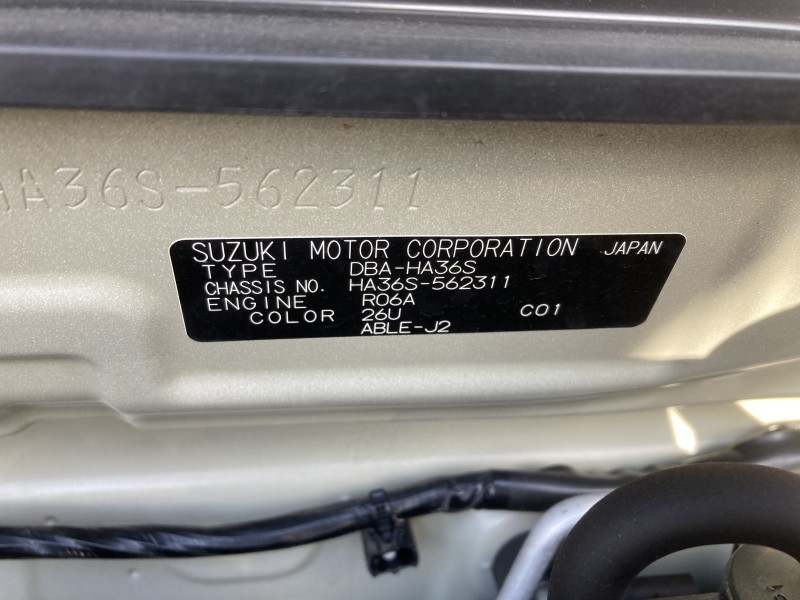 HA36S-562311
SUZUKI MOTOR CORPORATION JAPAN
TYPE DBA-HA36S
CHASSIS NO. HA36S-562311
ENGINE R06A
COLOR 26U C01
ABLE-J2